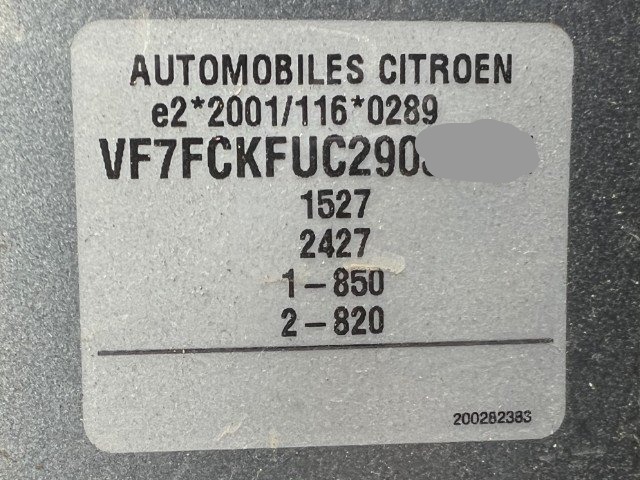 AUTOMOBILES CITROEN
e2*2001/116*0289
VF7FCKFUC290
1527
2427
1-850
2-820
200282383